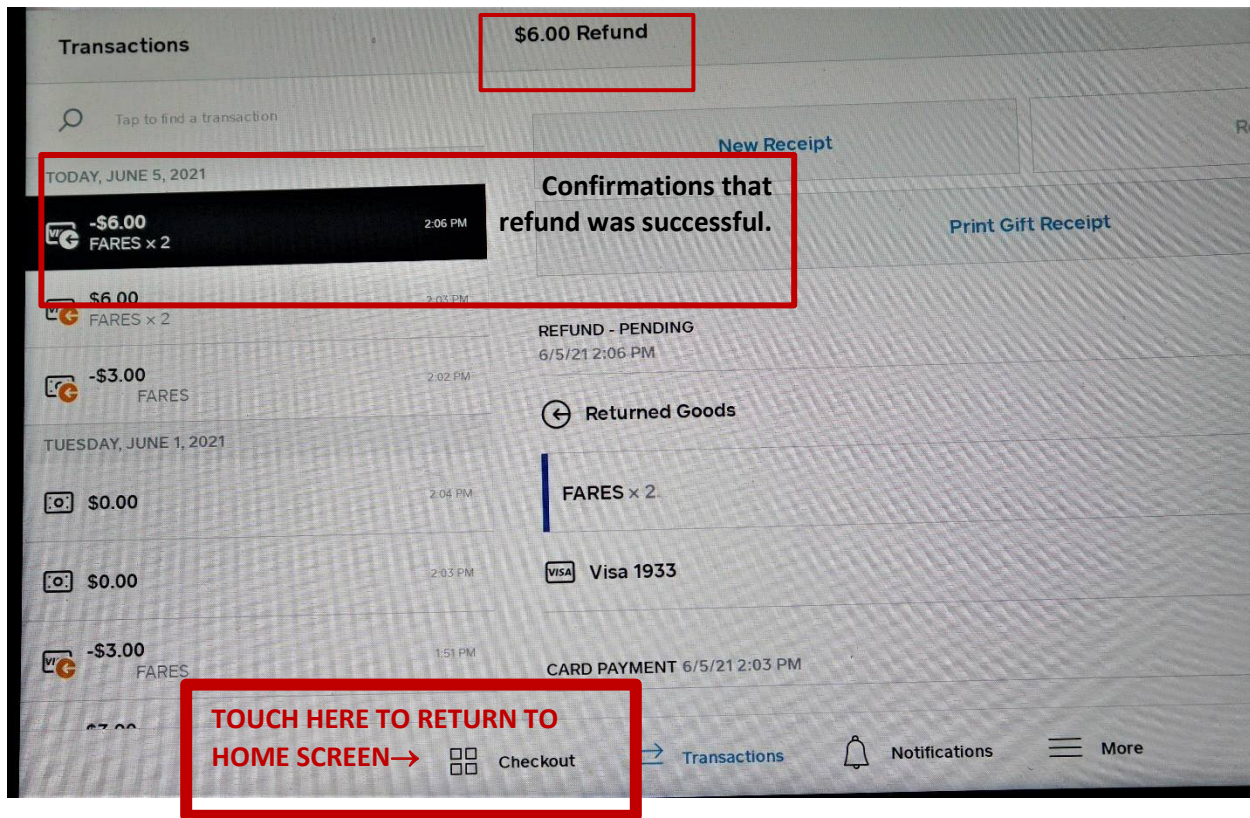 Transactions
$6.00 Refund
Tap to find a transaction
New Receipt
TODAY, JUNE 5, 2021
Confirmations that
refund was successful.
-$6.00
2:06 PM
FARES x 2
Print Gift Receipt
$6.00
2:03 PM
FARES x 2
-$3.00
2:02 PM
FARES
TUESDAY, JUNE 1, 2021
$0.00
2:04 PM
$0.00
2:03 PM
-$3.00
1:51 PM
FARES
REFUND - PENDING
6/5/21 2:06 PM
Returned Goods
FARES × 2
VISA Visa 1933
CARD PAYMENT 6/5/21 2:03 PM
TOUCH HERE TO RETURN TO
HOME SCREEN→
Checkout
Transactions
Notifications
More